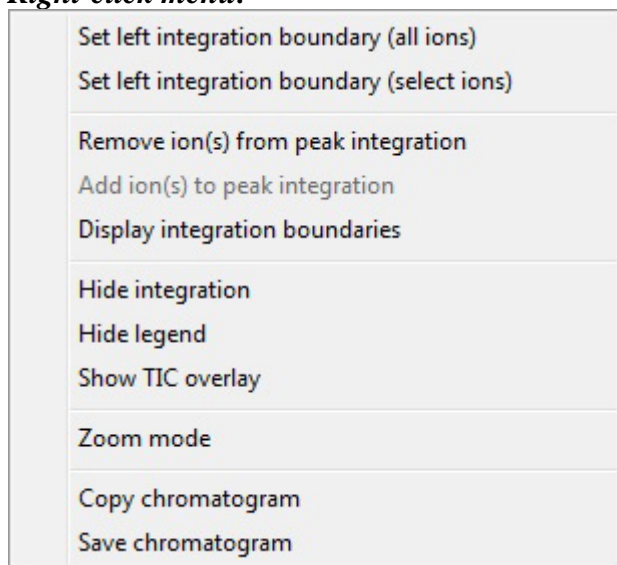 Right-click menu:
Set left integration boundary (all ions)
Set left integration boundary (select ions)
Remove ion(s) from peak integration
Add ion(s) to peak integration
Display integration boundaries
Hide integration
Hide legend
Show TIC overlay
Zoom mode
Copy chromatogram
Save chromatogram